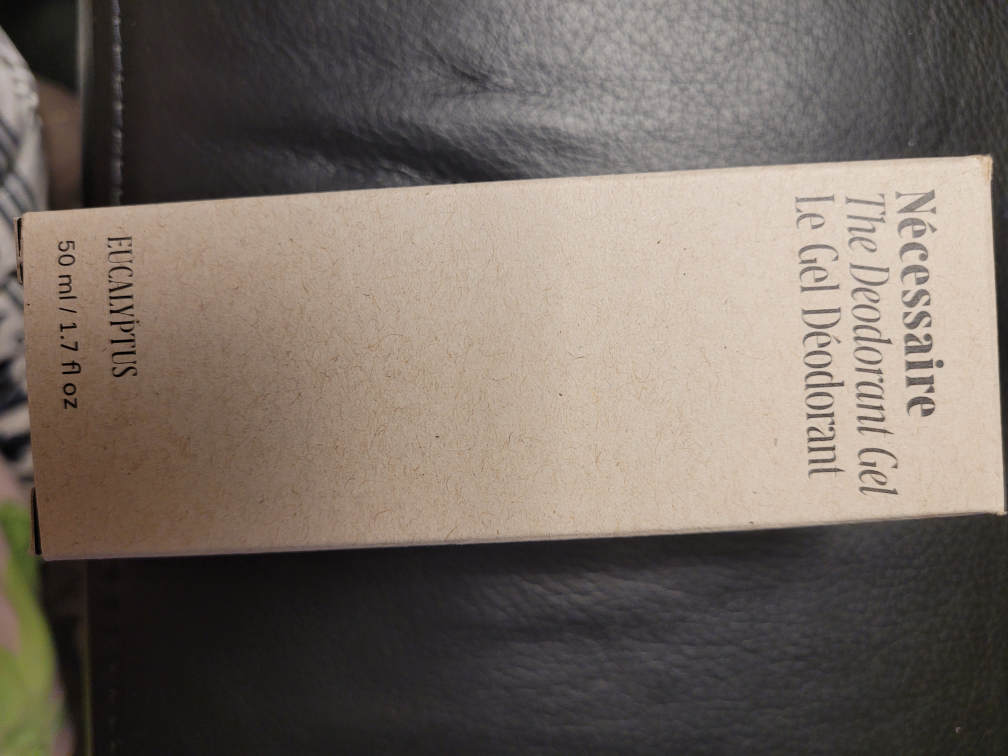 Nécessaire
The Deodorant Gel
Le Gel Déodorant
EUCALYPTUS
50 ml / 1.7 fl oz